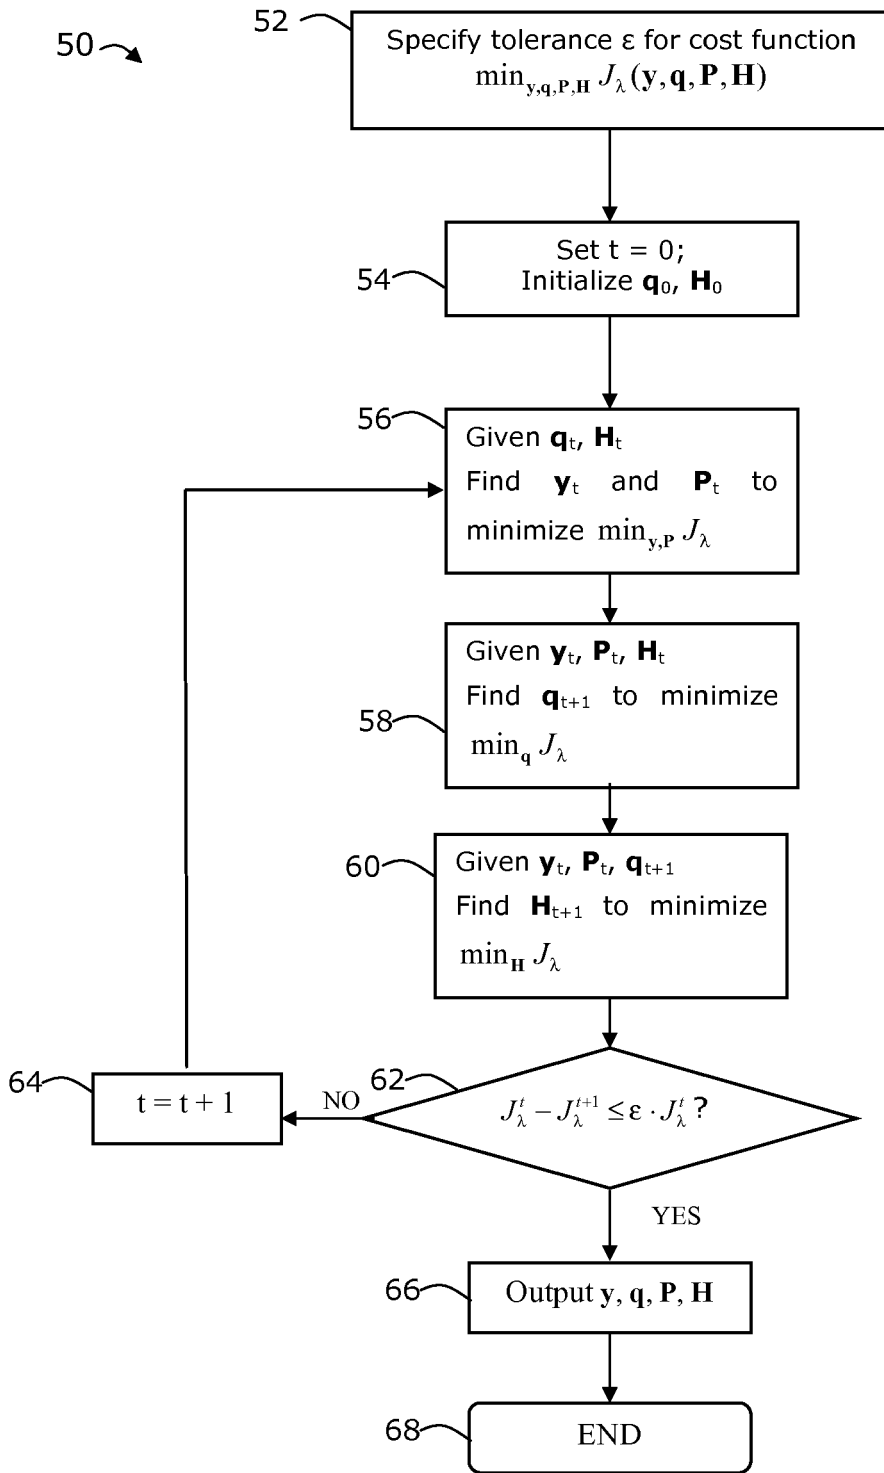 50
52
Specify tolerance ε for cost function
min_{y,q,P,H} J_λ(y, q, P, H)
54
Set t = 0;
Initialize q_0, H_0
56
Given q_t, H_t
Find y_t and P_t to
minimize min_{y,P} J_λ
58
Given y_t, P_t, H_t
Find q_{t+1} to minimize
min_q J_λ
60
Given y_t, P_t, q_{t+1}
Find H_{t+1} to minimize
min_H J_λ
62
J_λ^t − J_λ^{t+1} ≤ ε · J_λ^t ?
NO
64
t = t + 1
YES
66
Output y, q, P, H
68
END